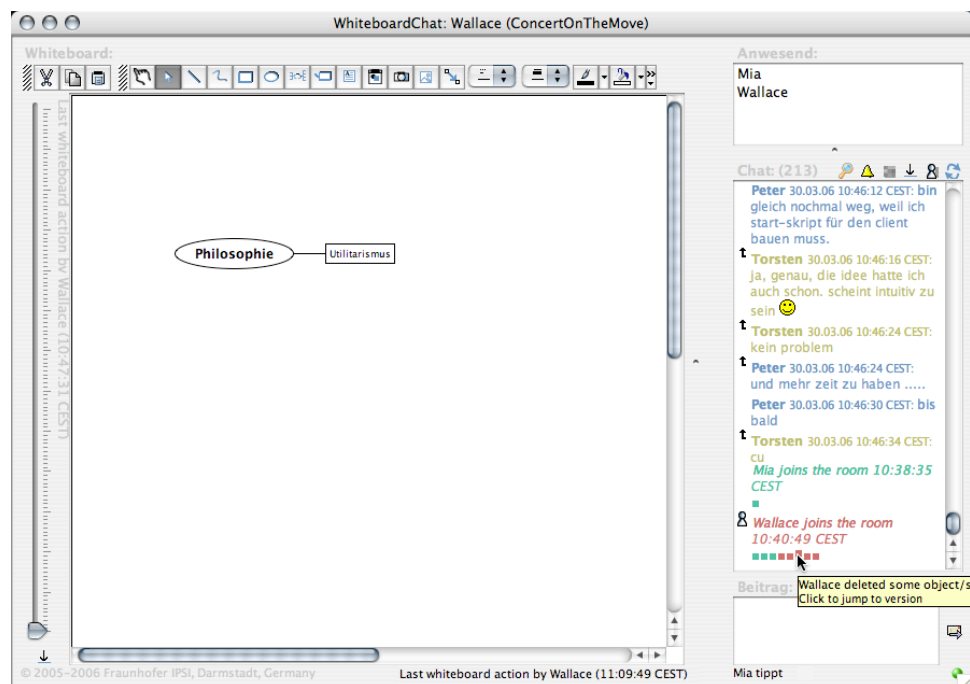 WhiteboardChat: Wallace (ConcertOnTheMove)
Whiteboard:
Last whiteboard action by Wallace (10:47:31 CEST)
Philosophie
Utilitarismus
Anwesend:
Mia
Wallace
Chat: (213)
Peter 30.03.06 10:46:12 CEST: bin
gleich nochmal weg, weil ich
start-skript für den client
bauen muss.
Torsten 30.03.06 10:46:16 CEST:
ja, genau, die idee hatte ich
auch schon. scheint intuitiv zu
sein
Torsten 30.03.06 10:46:24 CEST:
kein problem
Peter 30.03.06 10:46:24 CEST:
und mehr zeit zu haben .....
Peter 30.03.06 10:46:30 CEST: bis
bald
Torsten 30.03.06 10:46:34 CEST:
cu
Mia joins the room 10:38:35
CEST
Wallace joins the room
10:40:49 CEST
Wallace deleted some object/s
Click to jump to version
Beitrag:
© 2005-2006 Fraunhofer IPSI, Darmstadt, Germany
Last whiteboard action by Wallace (11:09:49 CEST)
Mia tippt